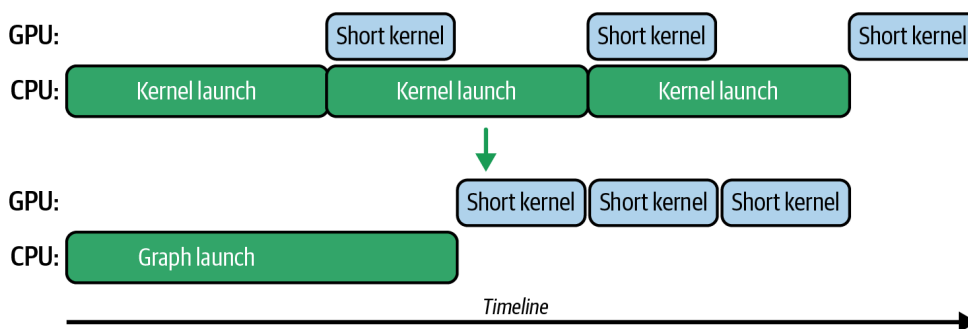 GPU: Short kernel Short kernel Short kernel
CPU: Kernel launch Kernel launch Kernel launch
GPU: Short kernel Short kernel Short kernel
CPU: Graph launch
Timeline